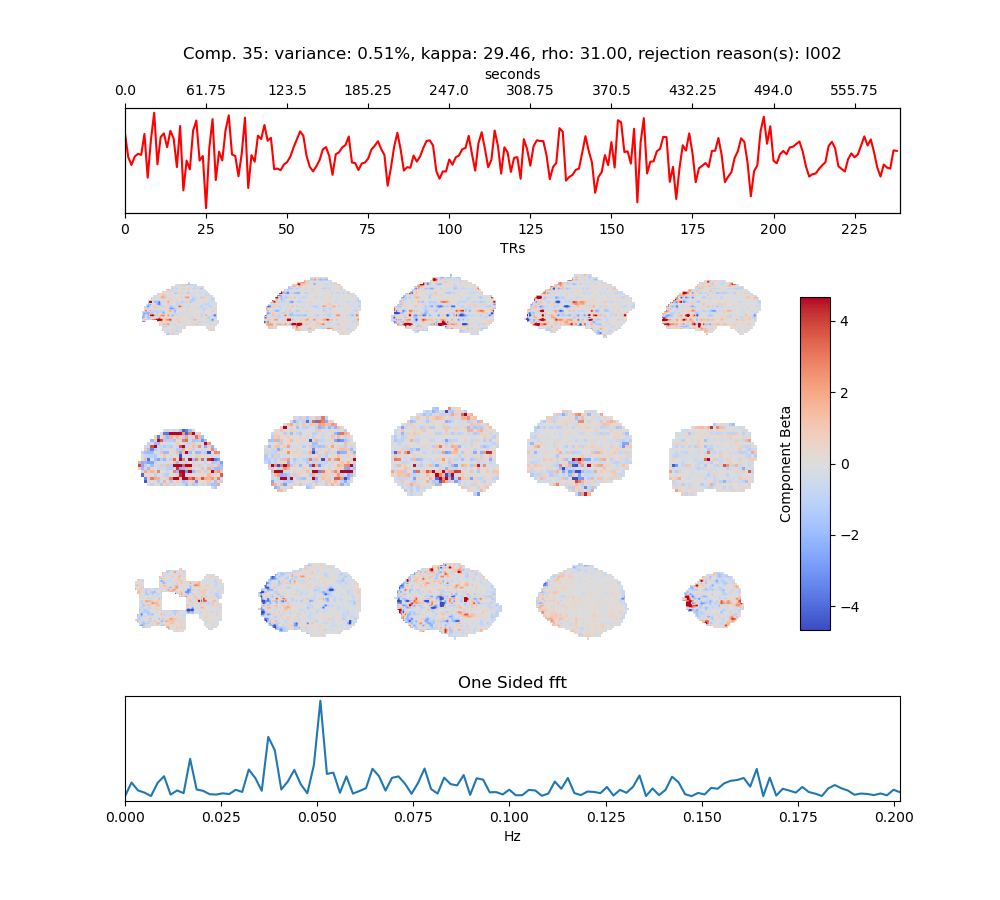 Comp. 35: variance: 0.51%, kappa: 29.46, rho: 31.00, rejection reason(s): I002
seconds
0.0 61.75 123.5 185.25 247.0 308.75 370.5 432.25 494.0 555.75
0 25 50 75 100 125 150 175 200 225
TRs
Component Beta
4
2
0
−2
−4
One Sided fft
0.000 0.025 0.050 0.075 0.100 0.125 0.150 0.175 0.200
Hz